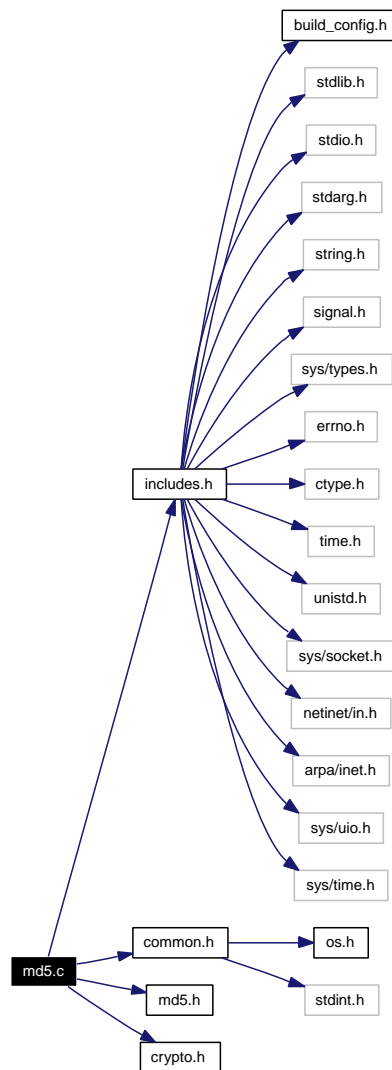 build_config.h
stdlib.h
stdio.h
stdarg.h
string.h
signal.h
sys/types.h
errno.h
includes.h
ctype.h
time.h
unistd.h
sys/socket.h
netinet/in.h
arpa/inet.h
sys/uio.h
sys/time.h
common.h
os.h
md5.c
md5.h
stdint.h
crypto.h